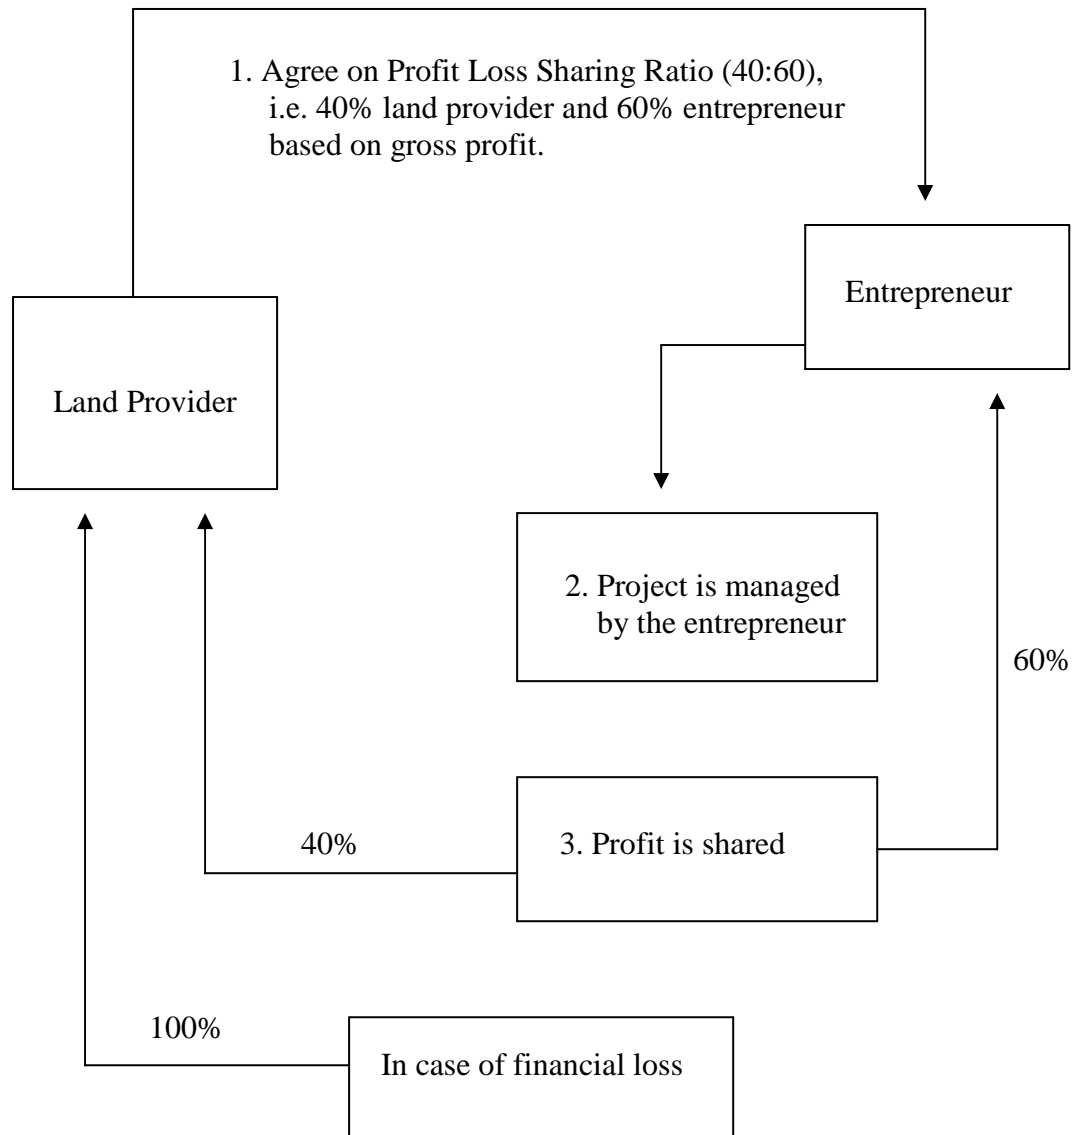 1. Agree on Profit Loss Sharing Ratio (40:60),
i.e. 40% land provider and 60% entrepreneur
based on gross profit.
Entrepreneur
Land Provider
2. Project is managed
by the entrepreneur
60%
40%
3. Profit is shared
100%
In case of financial loss